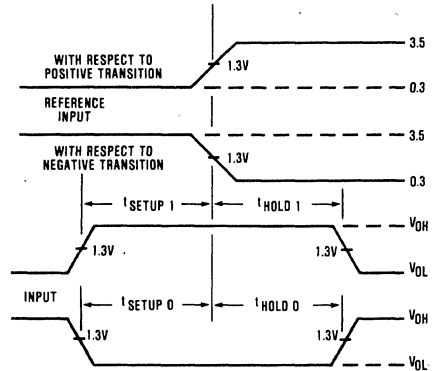 3.5
WITH RESPECT TO
POSITIVE TRANSITION
1.3V
0.3
REFERENCE
INPUT
3.5
WITH RESPECT TO
NEGATIVE TRANSITION
1.3V
0.3
t SETUP 1
t HOLD 1
VOH
1.3V
1.3V
VOL
INPUT
t SETUP 0
t HOLD 0
VOH
1.3V
1.3V
VOL